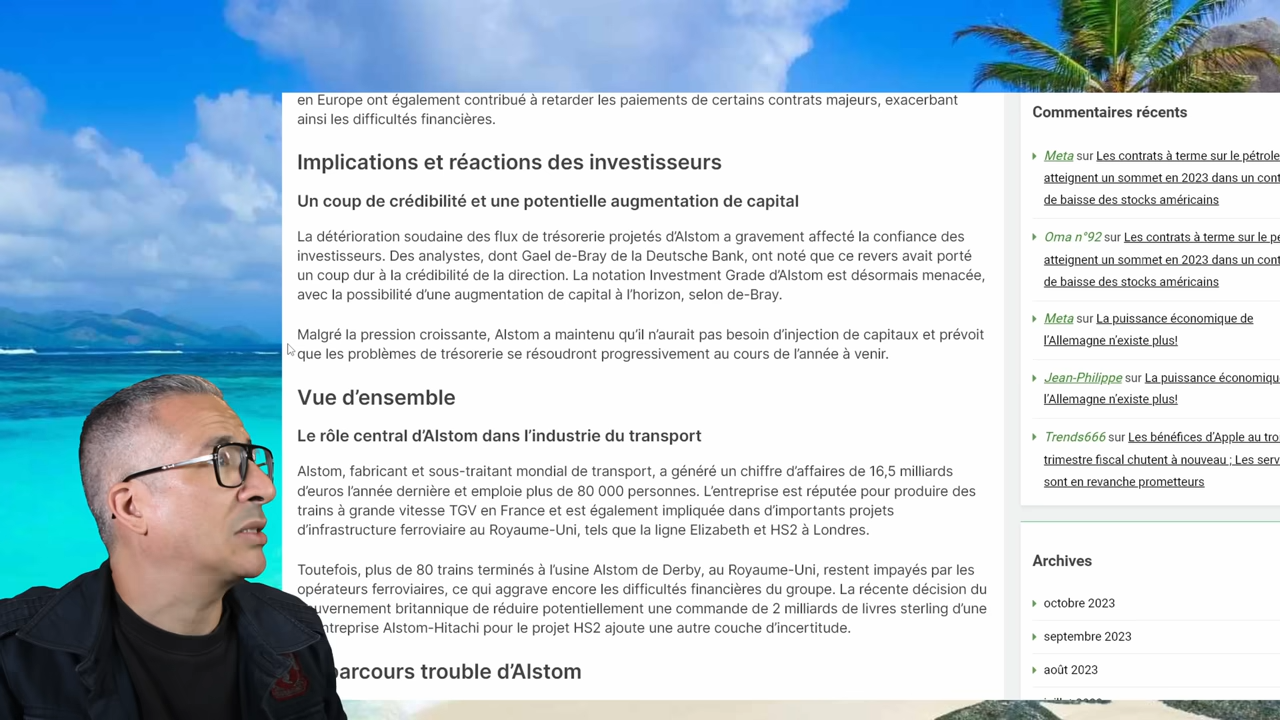 en Europe ont également contribué à retarder les paiements de certains contrats majeurs, exacerbant
ainsi les difficultés financières.
Implications et réactions des investisseurs
Un coup de crédibilité et une potentielle augmentation de capital
La détérioration soudaine des flux de trésorerie projetés d'Alstom a gravement affecté la confiance des
investisseurs. Des analystes, dont Gael de-Bray de la Deutsche Bank, ont noté que ce revers avait porté
un coup dur à la crédibilité de la direction. La notation Investment Grade d'Alstom est désormais menacée,
avec la possibilité d'une augmentation de capital à l'horizon, selon de-Bray.
Malgré la pression croissante, Alstom a maintenu qu'il n'aurait pas besoin d'injection de capitaux et prévoit
que les problèmes de trésorerie se résoudront progressivement au cours de l'année à venir.
Vue d'ensemble
Le rôle central d'Alstom dans l'industrie du transport
Alstom, fabricant et sous-traitant mondial de transport, a généré un chiffre d'affaires de 16,5 milliards
d'euros l'année dernière et emploie plus de 80 000 personnes. L'entreprise est réputée pour produire des
trains à grande vitesse TGV en France et est également impliquée dans d'importants projets
d'infrastructure ferroviaire au Royaume-Uni, tels que la ligne Elizabeth et HS2 à Londres.
Toutefois, plus de 80 trains terminés à l'usine Alstom de Derby, au Royaume-Uni, restent impayés par les
opérateurs ferroviaires, ce qui aggrave encore les difficultés financières du groupe. La récente décision du
gouvernement britannique de réduire potentiellement une commande de 2 milliards de livres sterling d'une
entreprise Alstom-Hitachi pour le projet HS2 ajoute une autre couche d'incertitude.
parcours trouble d'Alstom
Commentaires récents
Meta sur Les contrats à terme sur le pétrole
atteignent un sommet en 2023 dans un cont
de baisse des stocks américains
Oma n°92 sur Les contrats à terme sur le pé
atteignent un sommet en 2023 dans un cont
de baisse des stocks américains
Meta sur La puissance économique de
l'Allemagne n'existe plus!
Jean-Philippe sur La puissance économique
l'Allemagne n'existe plus!
Trends666 sur Les bénéfices d'Apple au tro
trimestre fiscal chutent à nouveau ; Les serv
sont en revanche prometteurs
Archives
octobre 2023
septembre 2023
août 2023